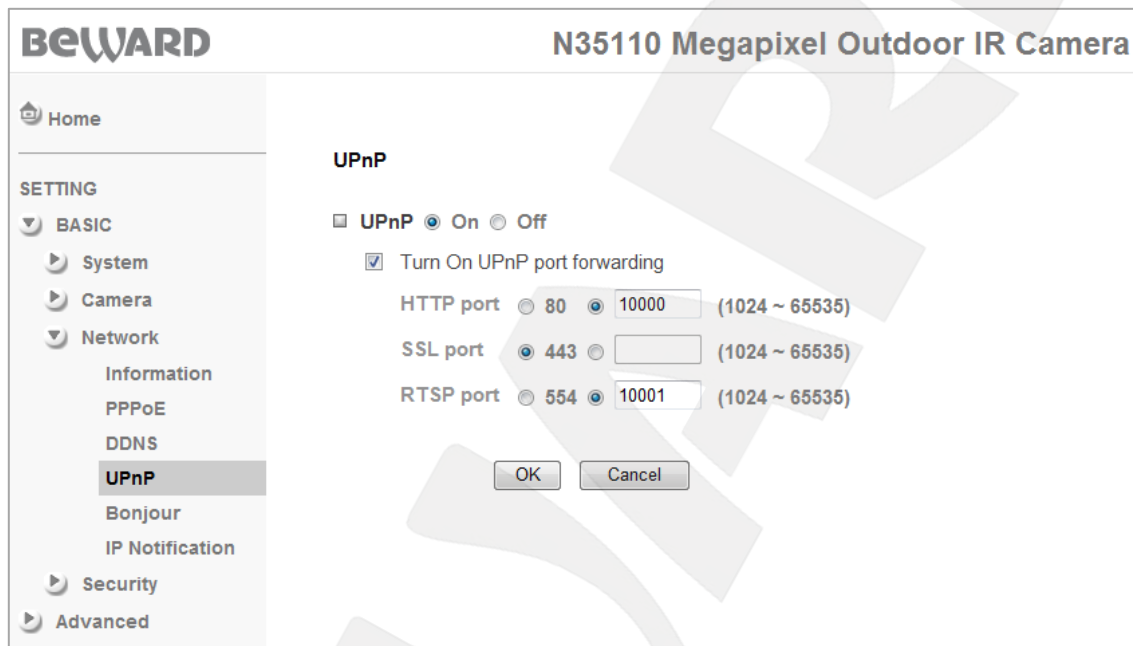 BEWARD
N35110 Megapixel Outdoor IR Camera
Home
SETTING
BASIC
System
Camera
Network
Information
PPPoE
DDNS
UPnP
Bonjour
IP Notification
Security
Advanced
UPnP
UPnP On Off
Turn On UPnP port forwarding
HTTP port 80 10000 (1024 ~ 65535)
SSL port 443 (1024 ~ 65535)
RTSP port 554 10001 (1024 ~ 65535)
OK Cancel